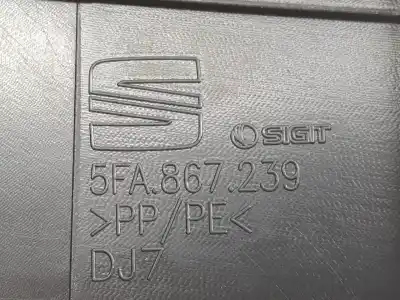 SIGIT
5FA.867.239
>PP/PE<
DJ7